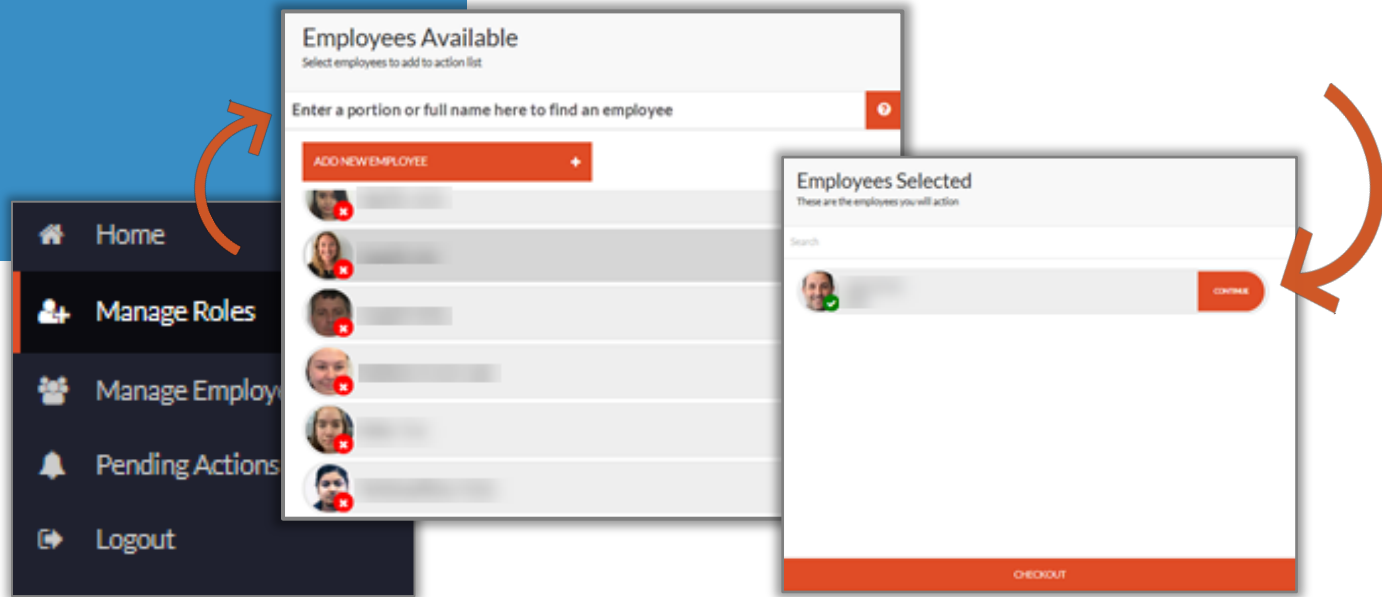 Home
Manage Roles
Manage Employ
Pending Actions
Logout
Employees Available
Select employees to add to action list
Enter a portion or full name here to find an employee
ADD NEW EMPLOYEE
Employees Selected
These are the employees you will action
Search
CONTINUE
CHECKOUT